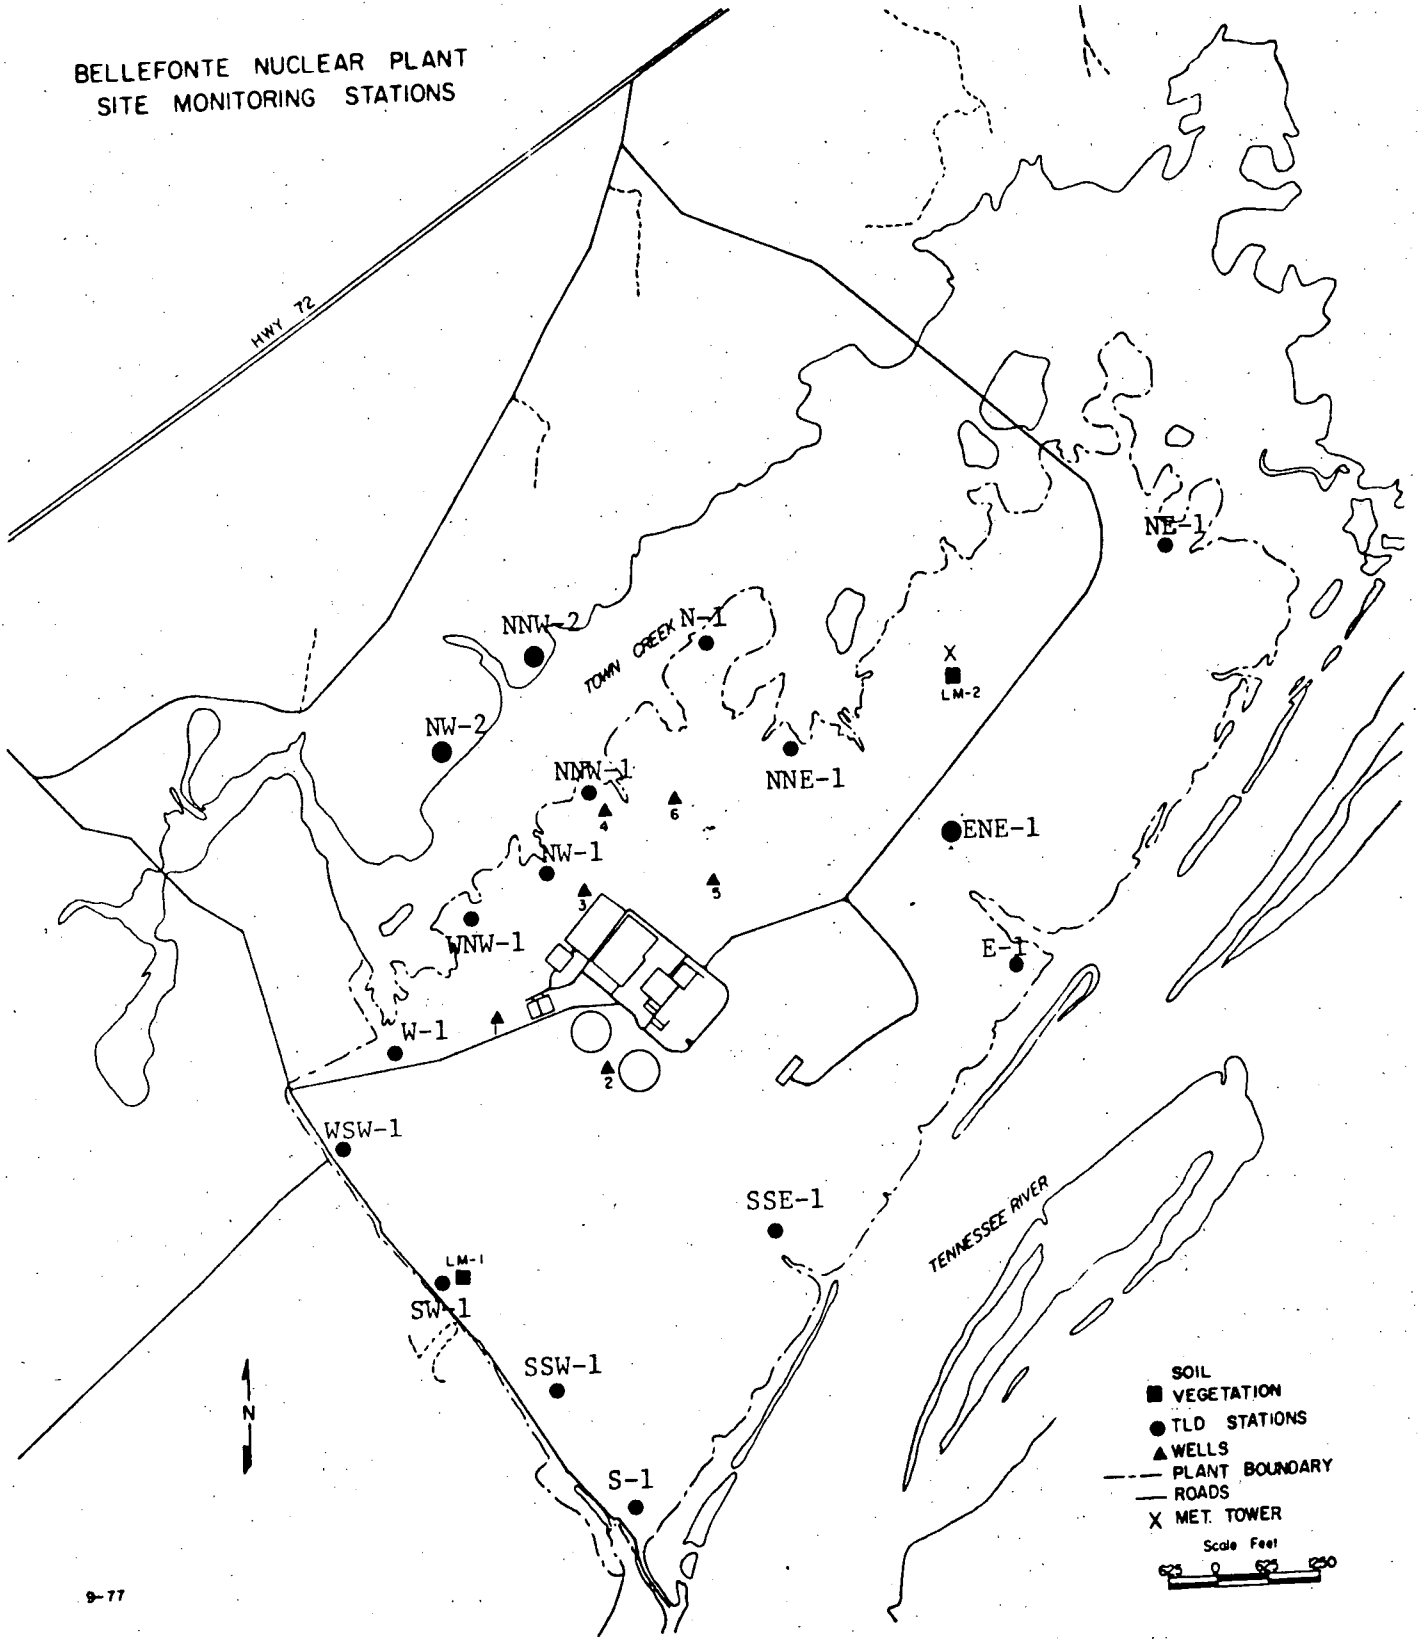 BELLEFONTE NUCLEAR PLANT
SITE MONITORING STATIONS
HWY 72
NE-1
NNW-2
TOWN CREEK
N-1
X
LM-2
NW-2
NNW-1
NNE-1
4
6
ENE-1
NW-1
3
5
WNW-1
E-1
W-1
1
2
WSW-1
SSE-1
TENNESSEE RIVER
LM-1
SW-1
SSW-1
N
S-1
SOIL
VEGETATION
TLD STATIONS
WELLS
PLANT BOUNDARY
ROADS
X MET. TOWER
Scale Feet
625 0 625 1250
9-77